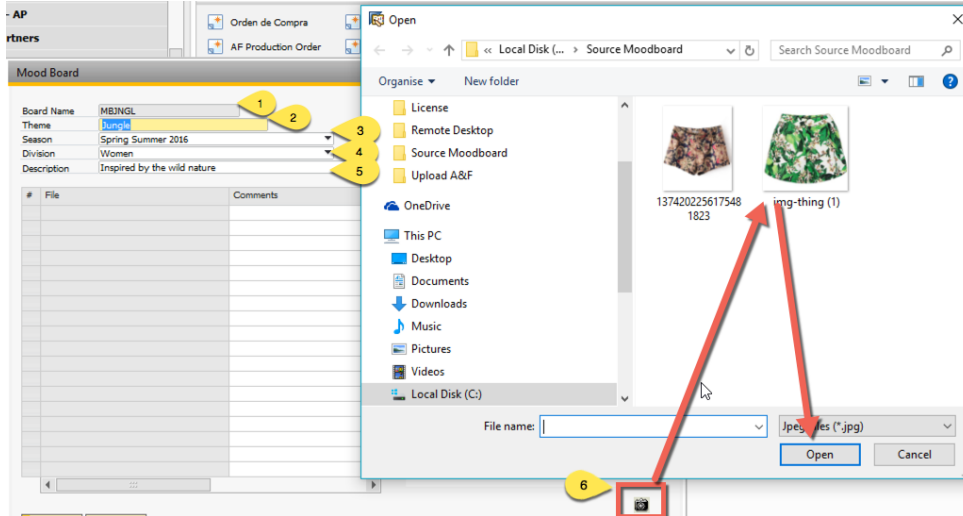 - AP
rtners
Orden de Compra
AF Production Order
Mood Board
Board Name MBJNGL
Theme Jungle
Season Spring Summer 2016
Division Women
Description Inspired by the wild nature
# File Comments
1
2
3
4
5
6
Open
« Local Disk (... › Source Moodboard
Search Source Moodboard
Organise
New folder
License
Remote Desktop
Source Moodboard
Upload A&F
OneDrive
This PC
Desktop
Documents
Downloads
Music
Pictures
Videos
Local Disk (C:)
137420225617548
1823
img-thing (1)
File name:
Jpeg files (*.jpg)
Open
Cancel